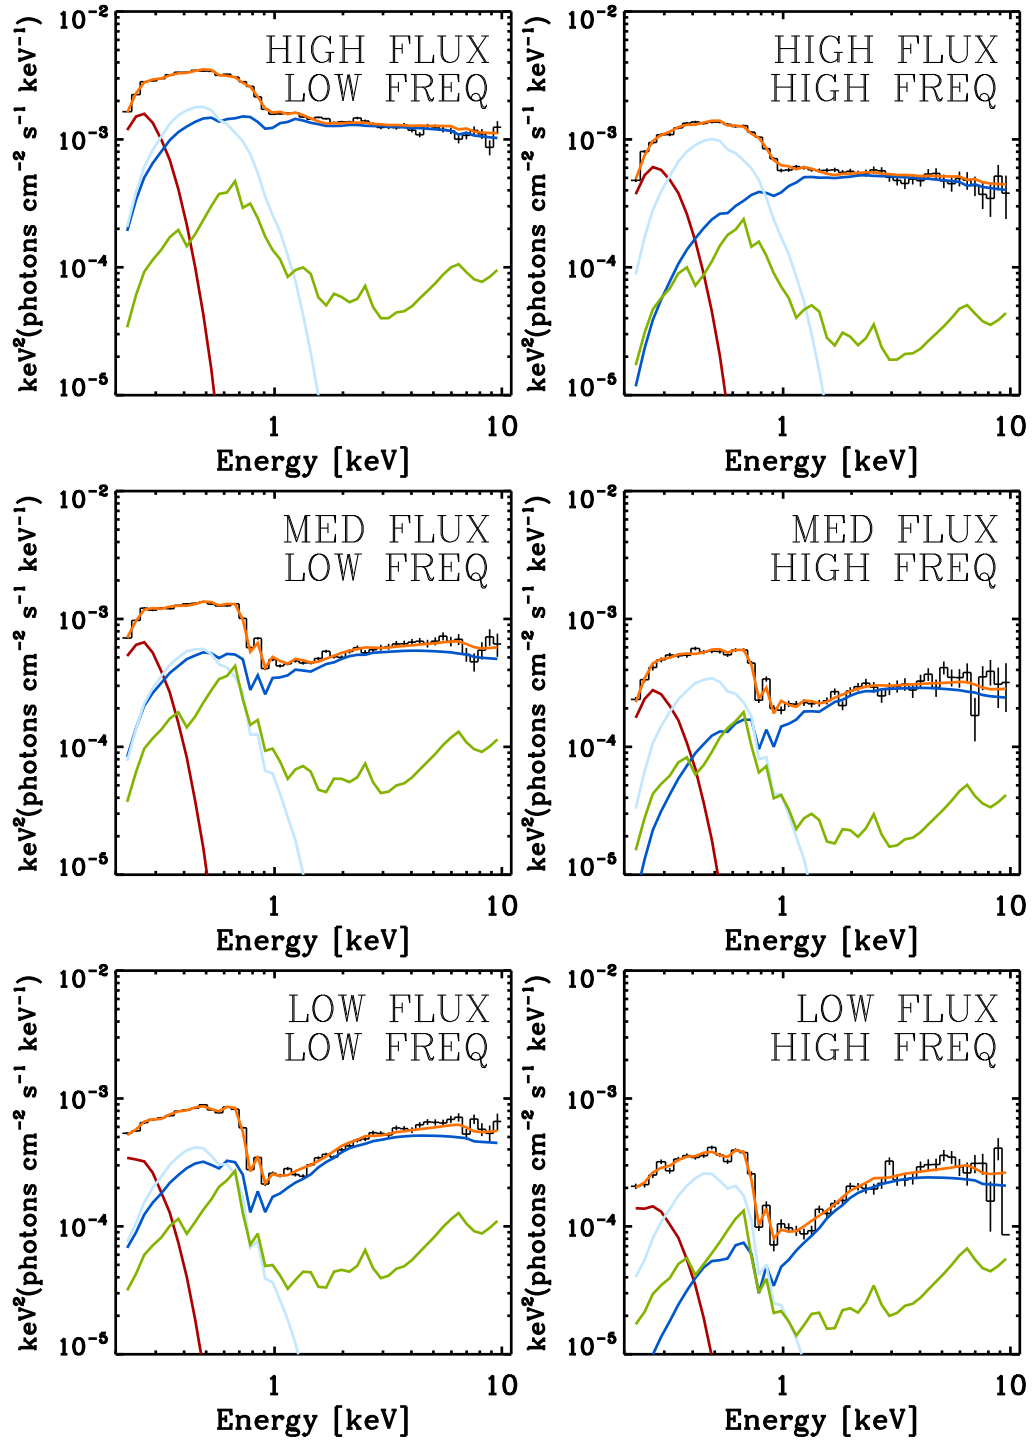 10⁻²
10⁻³
10⁻⁴
10⁻⁵
keV²(photons cm⁻² s⁻¹ keV⁻¹)
HIGH FLUX
LOW FREQ
1
10
Energy [keV]
10⁻²
10⁻³
10⁻⁴
10⁻⁵
keV²(photons cm⁻² s⁻¹ keV⁻¹)
HIGH FLUX
HIGH FREQ
1
10
Energy [keV]
10⁻²
10⁻³
10⁻⁴
10⁻⁵
keV²(photons cm⁻² s⁻¹ keV⁻¹)
MED FLUX
LOW FREQ
1
10
Energy [keV]
10⁻²
10⁻³
10⁻⁴
10⁻⁵
keV²(photons cm⁻² s⁻¹ keV⁻¹)
MED FLUX
HIGH FREQ
1
10
Energy [keV]
10⁻²
10⁻³
10⁻⁴
10⁻⁵
keV²(photons cm⁻² s⁻¹ keV⁻¹)
LOW FLUX
LOW FREQ
1
10
Energy [keV]
10⁻²
10⁻³
10⁻⁴
10⁻⁵
keV²(photons cm⁻² s⁻¹ keV⁻¹)
LOW FLUX
HIGH FREQ
1
10
Energy [keV]